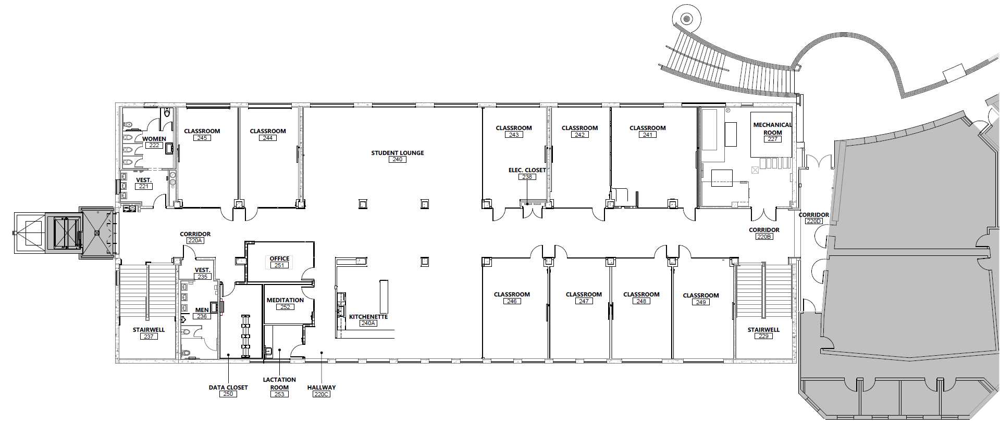 CLASSROOM
245
CLASSROOM
244
STUDENT LOUNGE
240
CLASSROOM
243
CLASSROOM
242
CLASSROOM
241
MECHANICAL
ROOM
227
WOMEN
222
VEST.
221
ELEC. CLOSET
238
CORRIDOR
220A
CORRIDOR
220B
CORRIDOR
220D
OFFICE
251
VEST.
235
MEDITATION
252
MEN
236
KITCHENETTE
240A
CLASSROOM
246
CLASSROOM
247
CLASSROOM
248
CLASSROOM
249
STAIRWELL
237
STAIRWELL
229
DATA CLOSET
250
LACTATION
ROOM
253
HALLWAY
220C